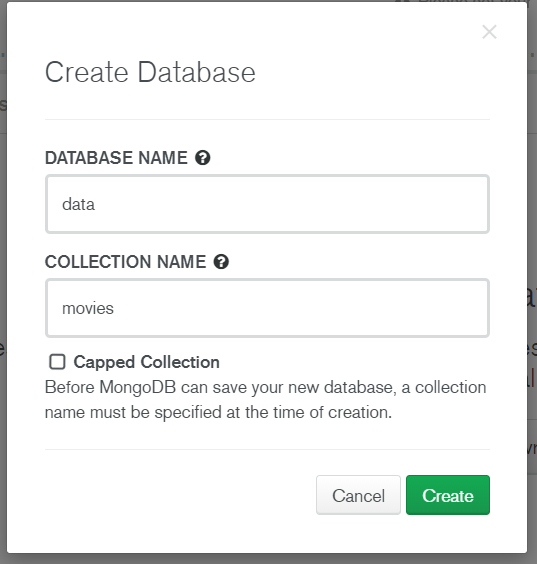 Create Database
DATABASE NAME
data
COLLECTION NAME
movies
Capped Collection
Before MongoDB can save your new database, a collection
name must be specified at the time of creation.
Cancel
Create